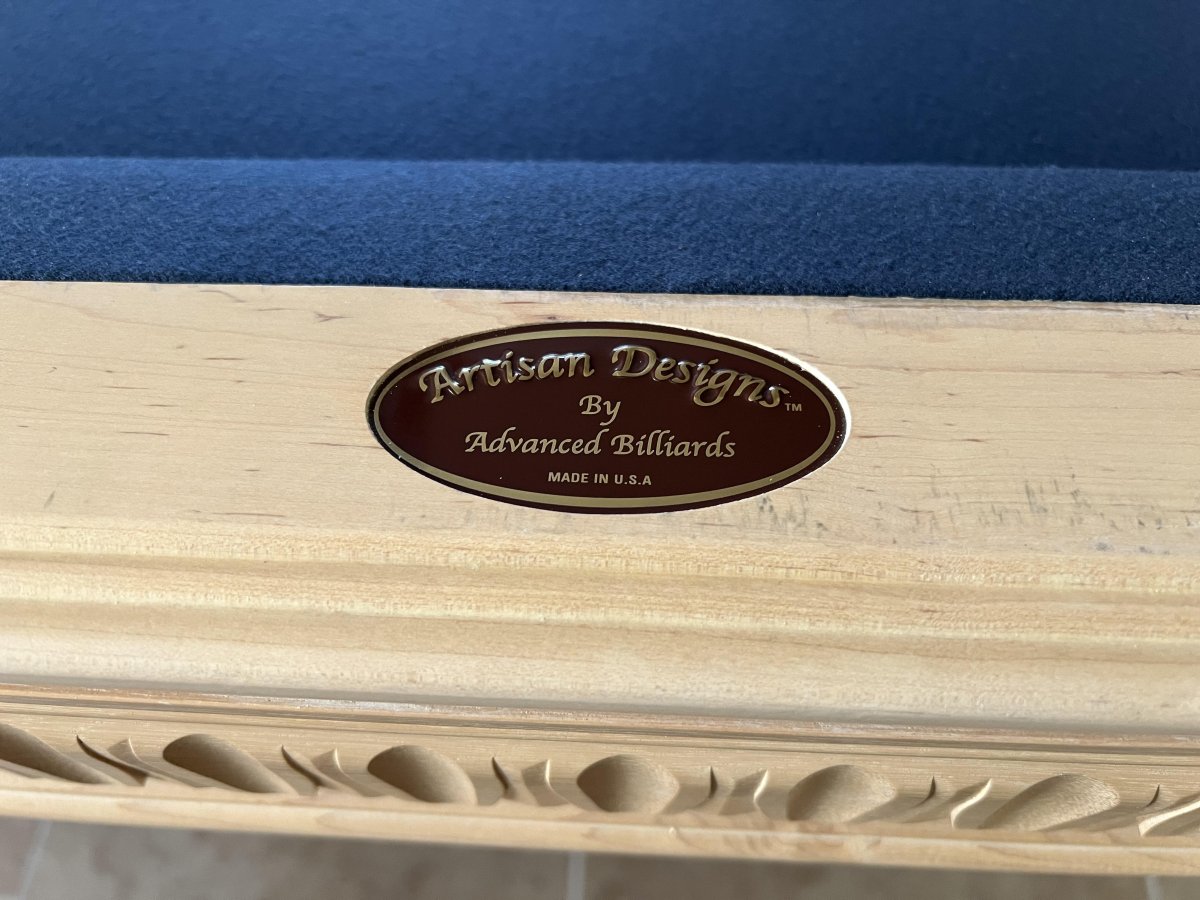 Artisan Designs™
By
Advanced Billiards
MADE IN U.S.A